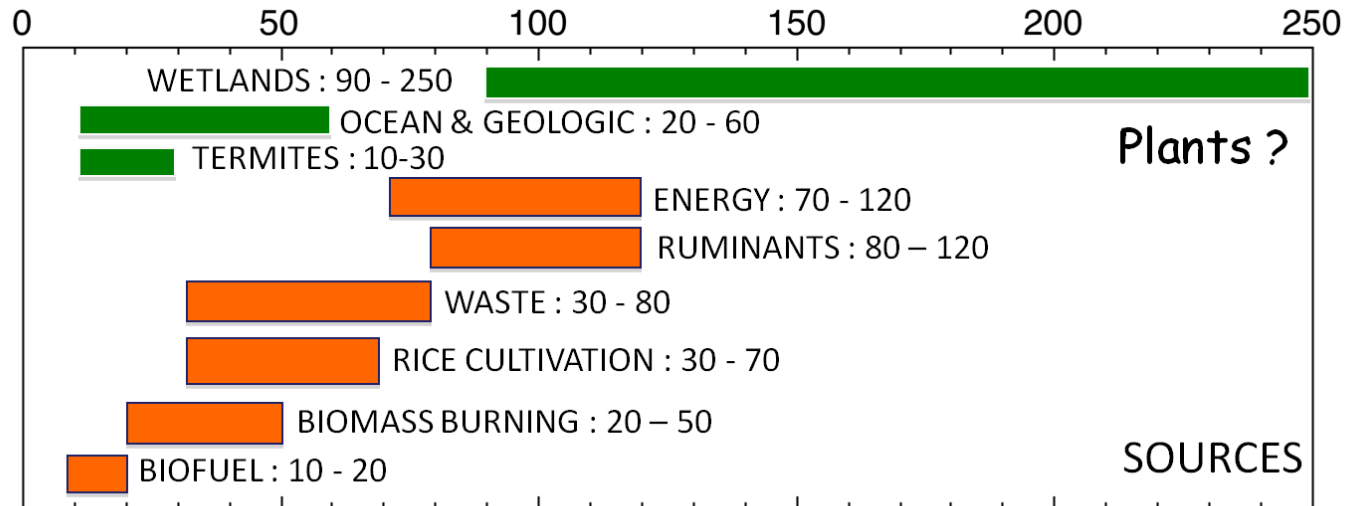 0 50 100 150 200 250
WETLANDS : 90 - 250
OCEAN & GEOLOGIC : 20 - 60
Plants ?
TERMITES : 10-30
ENERGY : 70 - 120
RUMINANTS : 80 – 120
WASTE : 30 - 80
RICE CULTIVATION : 30 - 70
BIOMASS BURNING : 20 – 50
SOURCES
BIOFUEL : 10 - 20